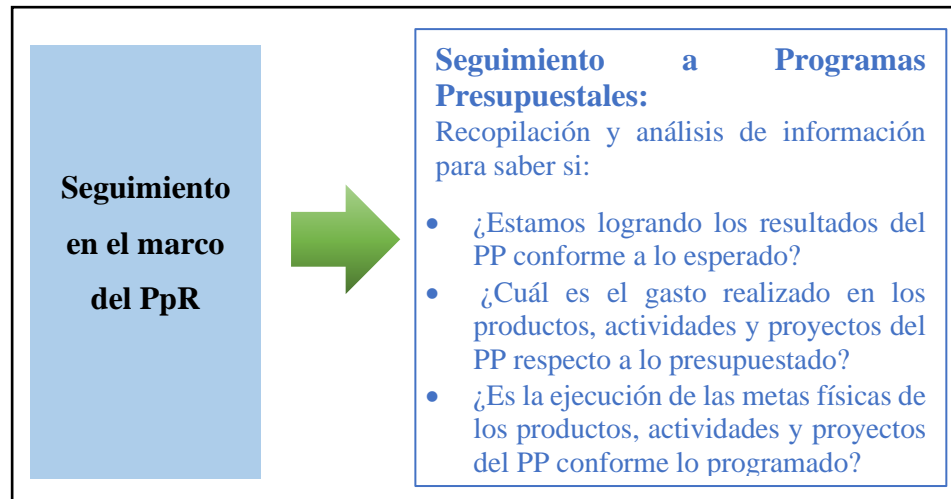 Seguimiento
en el marco
del PpR
Seguimiento a Programas
Presupuestales:
Recopilación y análisis de información
para saber si:
• ¿Estamos logrando los resultados del
PP conforme a lo esperado?
• ¿Cuál es el gasto realizado en los
productos, actividades y proyectos del
PP respecto a lo presupuestado?
• ¿Es la ejecución de las metas físicas de
los productos, actividades y proyectos
del PP conforme lo programado?